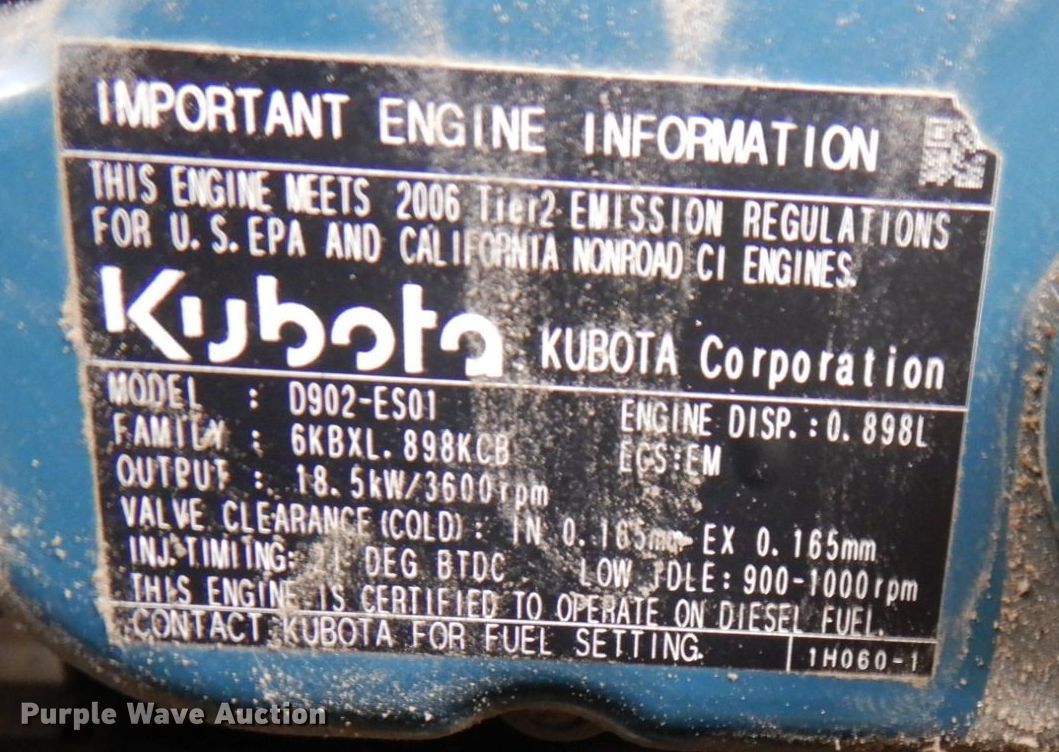 IMPORTANT ENGINE INFORMATION
THIS ENGINE MEETS 2006 Tier2 EMISSION REGULATIONS
FOR U.S.EPA AND CALIFORNIA NONROAD CI ENGINES.
Kubota KUBOTA Corporation
MODEL : D902-ES01 ENGINE DISP.:0.898L
FAMILY : 6KBXL.898KCB ECS:EM
OUTPUT : 18.5kW/3600rpm
VALVE CLEARANCE(COLD): IN 0.165mm EX 0.165mm
INJ.TIMING: DEG BTDC LOW IDLE:900-1000rpm
THIS ENGINE IS CERTIFIED TO OPERATE ON DIESEL FUEL.
CONTACT KUBOTA FOR FUEL SETTING.
1H060-1
Purple Wave Auction